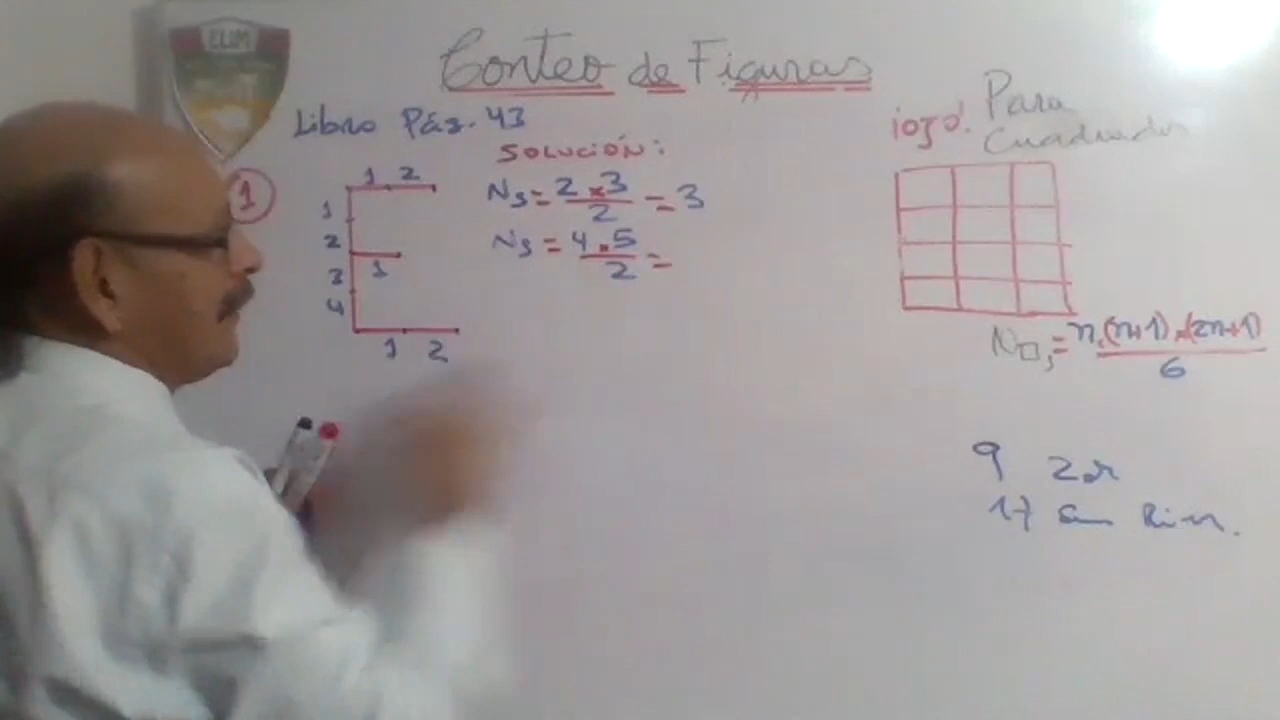 ELIM
Conteo de Figuras
Libro Pág. 43
SOLUCIÓN:
1
1 2
1
2
3
4
1
1 2
Ns = 2 x 3 / 2 = 3
Ns = 4 . 5 / 2 =
¡ojo!
Para
Cuadrados
N□s = n.(n+1).(2n+1) / 6
9
17